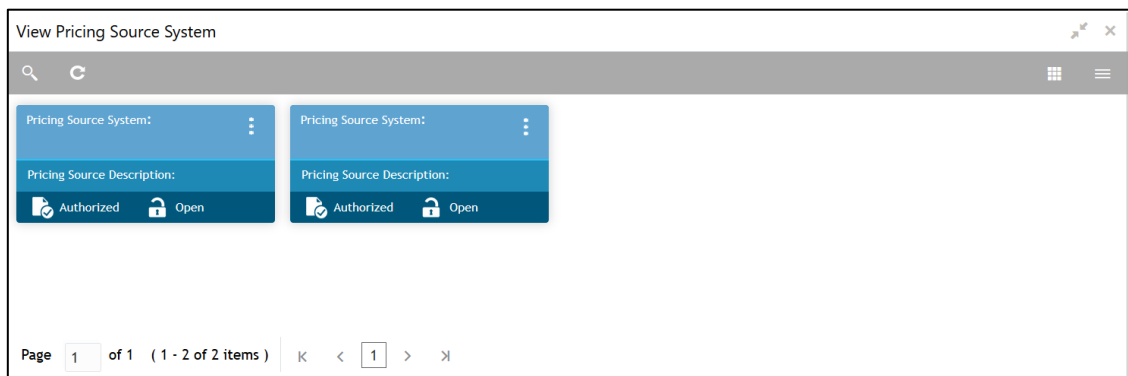 View Pricing Source System
Pricing Source System: Pricing Source System:
Pricing Source Description: Pricing Source Description:
Authorized Open Authorized Open
Page 1 of 1 ( 1 - 2 of 2 items ) 1